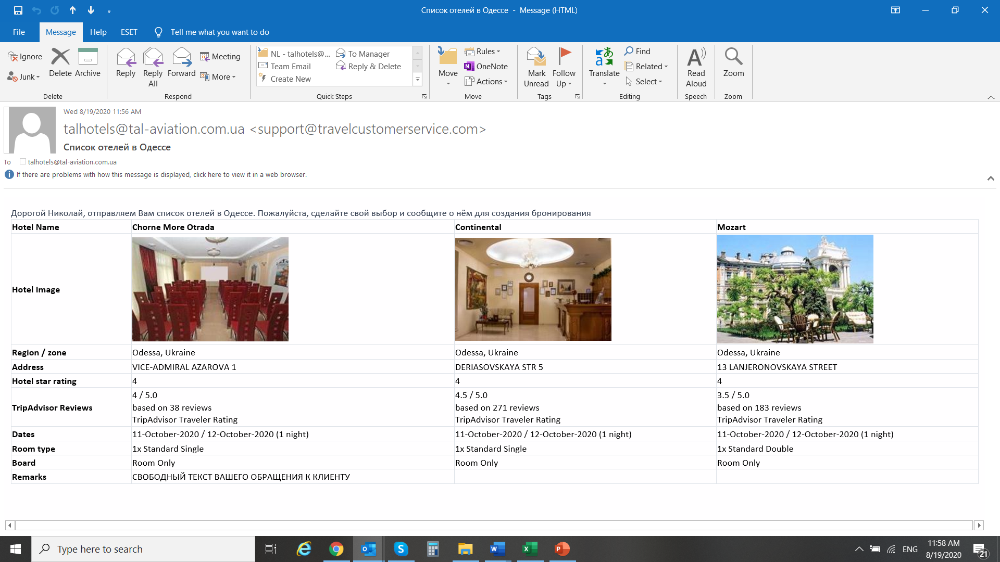 Список отелей в Одессе - Message (HTML)
File Message Help ESET Tell me what you want to do
Ignore
Junk
Delete
Archive
Delete
Reply
Reply All
Forward
Meeting
More
Respond
NL - talhotels@...
Team Email
Create New
To Manager
Reply & Delete
Quick Steps
Move
Rules
OneNote
Actions
Move
Mark Unread
Follow Up
Tags
Translate
Find
Related
Select
Editing
Read Aloud
Speech
Zoom
Zoom
Wed 8/19/2020 11:56 AM
talhotels@tal-aviation.com.ua <support@travelcustomerservice.com>
Список отелей в Одессе
To talhotels@tal-aviation.com.ua
If there are problems with how this message is displayed, click here to view it in a web browser.
Дорогой Николай, отправляем Вам список отелей в Одессе. Пожалуйста, сделайте свой выбор и сообщите о нём для создания бронирования
Hotel Name Chorne More Otrada Continental Mozart
Hotel Image
Region / zone Odessa, Ukraine Odessa, Ukraine Odessa, Ukraine
Address VICE-ADMIRAL AZAROVA 1 DERIASOVSKAYA STR 5 13 LANJERONOVSKAYA STREET
Hotel star rating 4 4 4
4 / 5.0 4.5 / 5.0 3.5 / 5.0
TripAdvisor Reviews based on 38 reviews based on 271 reviews based on 183 reviews
TripAdvisor Traveler Rating TripAdvisor Traveler Rating TripAdvisor Traveler Rating
Dates 11-October-2020 / 12-October-2020 (1 night) 11-October-2020 / 12-October-2020 (1 night) 11-October-2020 / 12-October-2020 (1 night)
Room type 1x Standard Single 1x Standard Single 1x Standard Double
Board Room Only Room Only Room Only
Remarks СВОБОДНЫЙ ТЕКСТ ВАШЕГО ОБРАЩЕНИЯ К КЛИЕНТУ
Type here to search
ENG
11:58 AM
8/19/2020
21